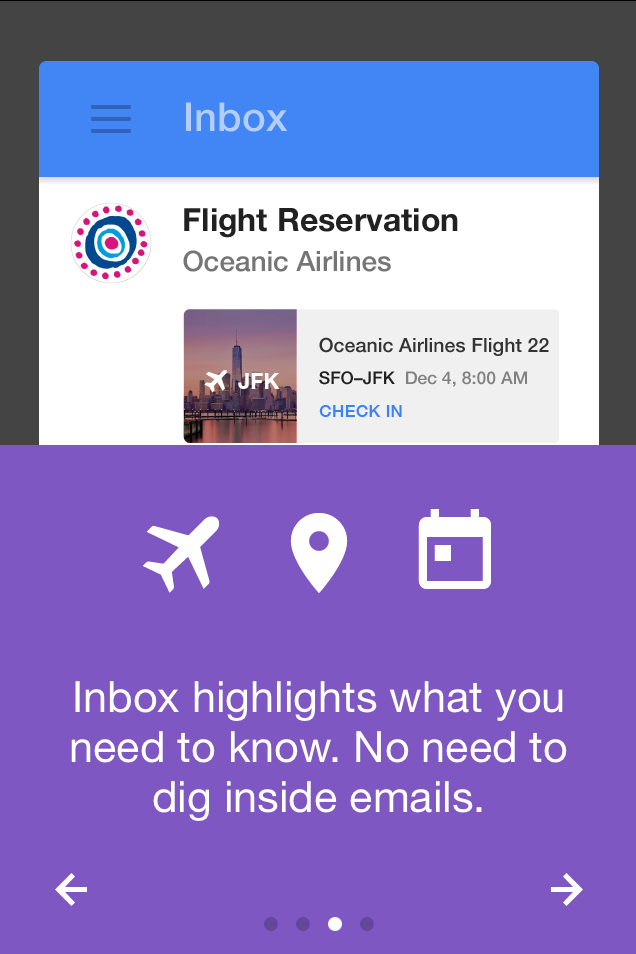 Inbox
Flight Reservation
Oceanic Airlines
JFK
Oceanic Airlines Flight 22
SFO–JFK Dec 4, 8:00 AM
CHECK IN
Inbox highlights what you
need to know. No need to
dig inside emails.